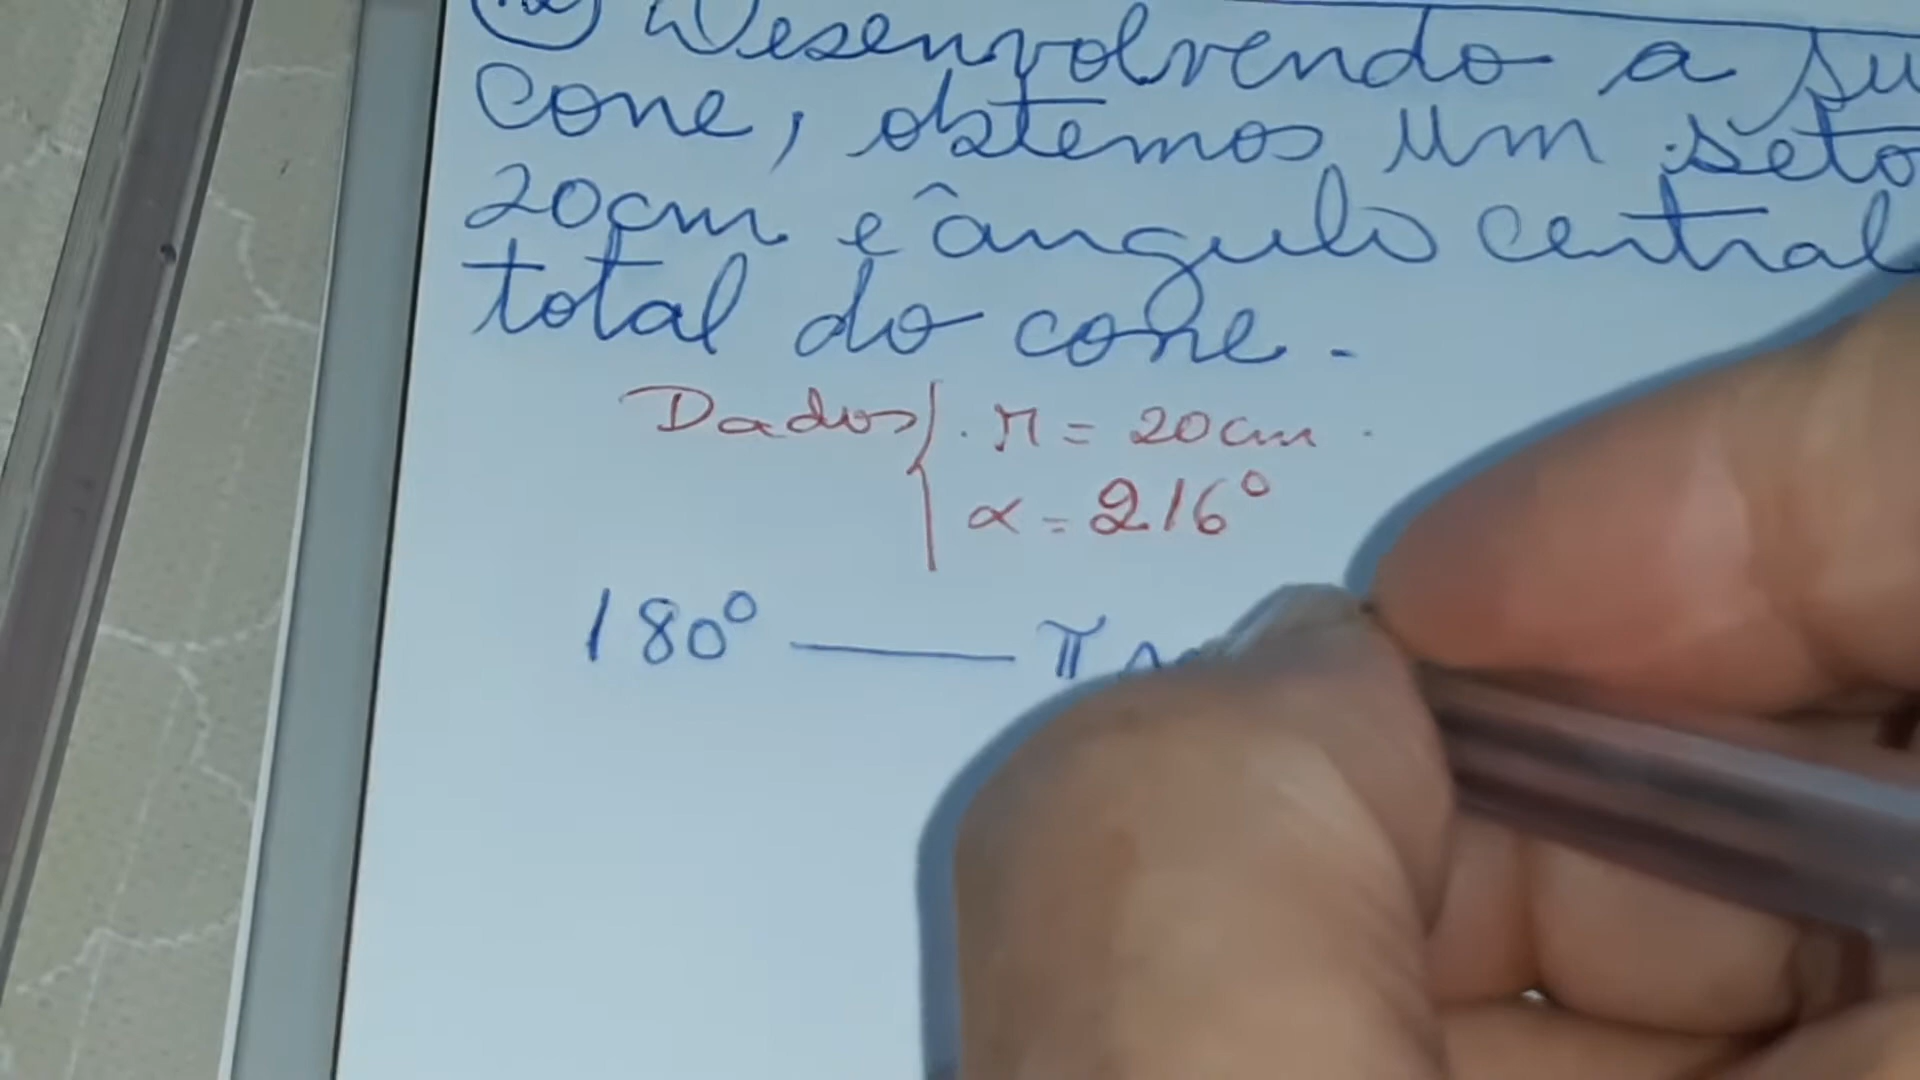 Desenvolvendo a su
cone, obtemos um seto
20cm e ângulo central
total do cone.
Dados . r = 20cm.
α = 216°
180° — π